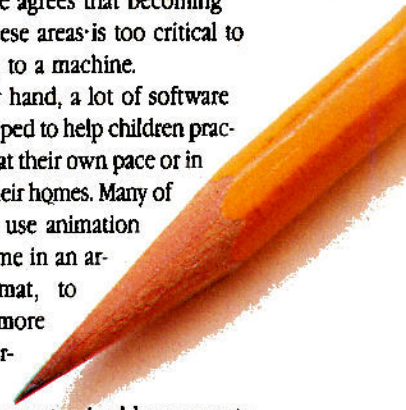 e agrees that becoming
ese areas is too critical to
to a machine.
hand, a lot of software
ped to help children prac-
at their own pace or in
eir homes. Many of
use animation
me in an ar-
mat, to
more
r-